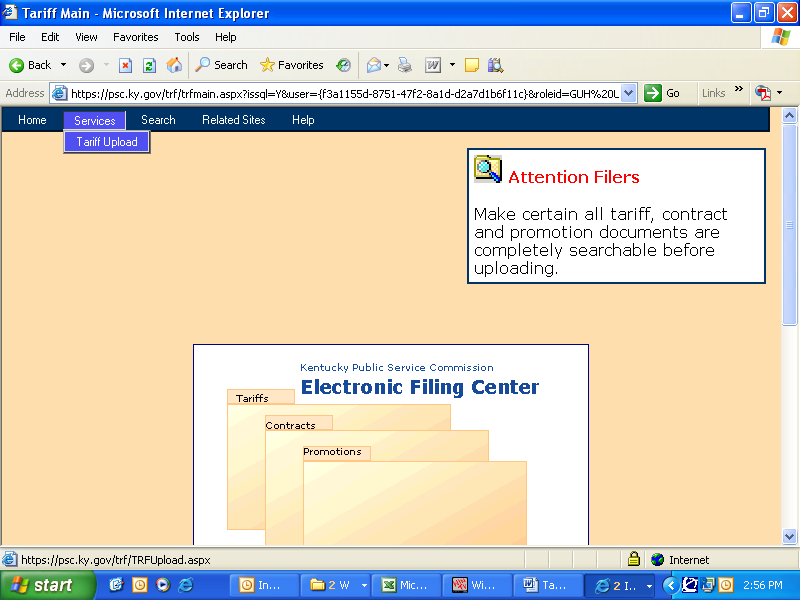 Tariff Main - Microsoft Internet Explorer
File Edit View Favorites Tools Help
Back Search Favorites
Address https://psc.ky.gov/trf/trfmain.aspx?issql=Y&user={f3a1155d-8751-47f2-8a1d-d2a7d1b6f11c}&roleid=GUH%20L Go Links »
Home Services Search Related Sites Help
Tariff Upload
Attention Filers
Make certain all tariff, contract
and promotion documents are
completely searchable before
uploading.
Kentucky Public Service Commission
Electronic Filing Center
Tariffs
Contracts
Promotions
https://psc.ky.gov/trf/TRFUpload.aspx Internet
start In... 2 W Mic... Wi... Ta... 2 I.. 2:56 PM